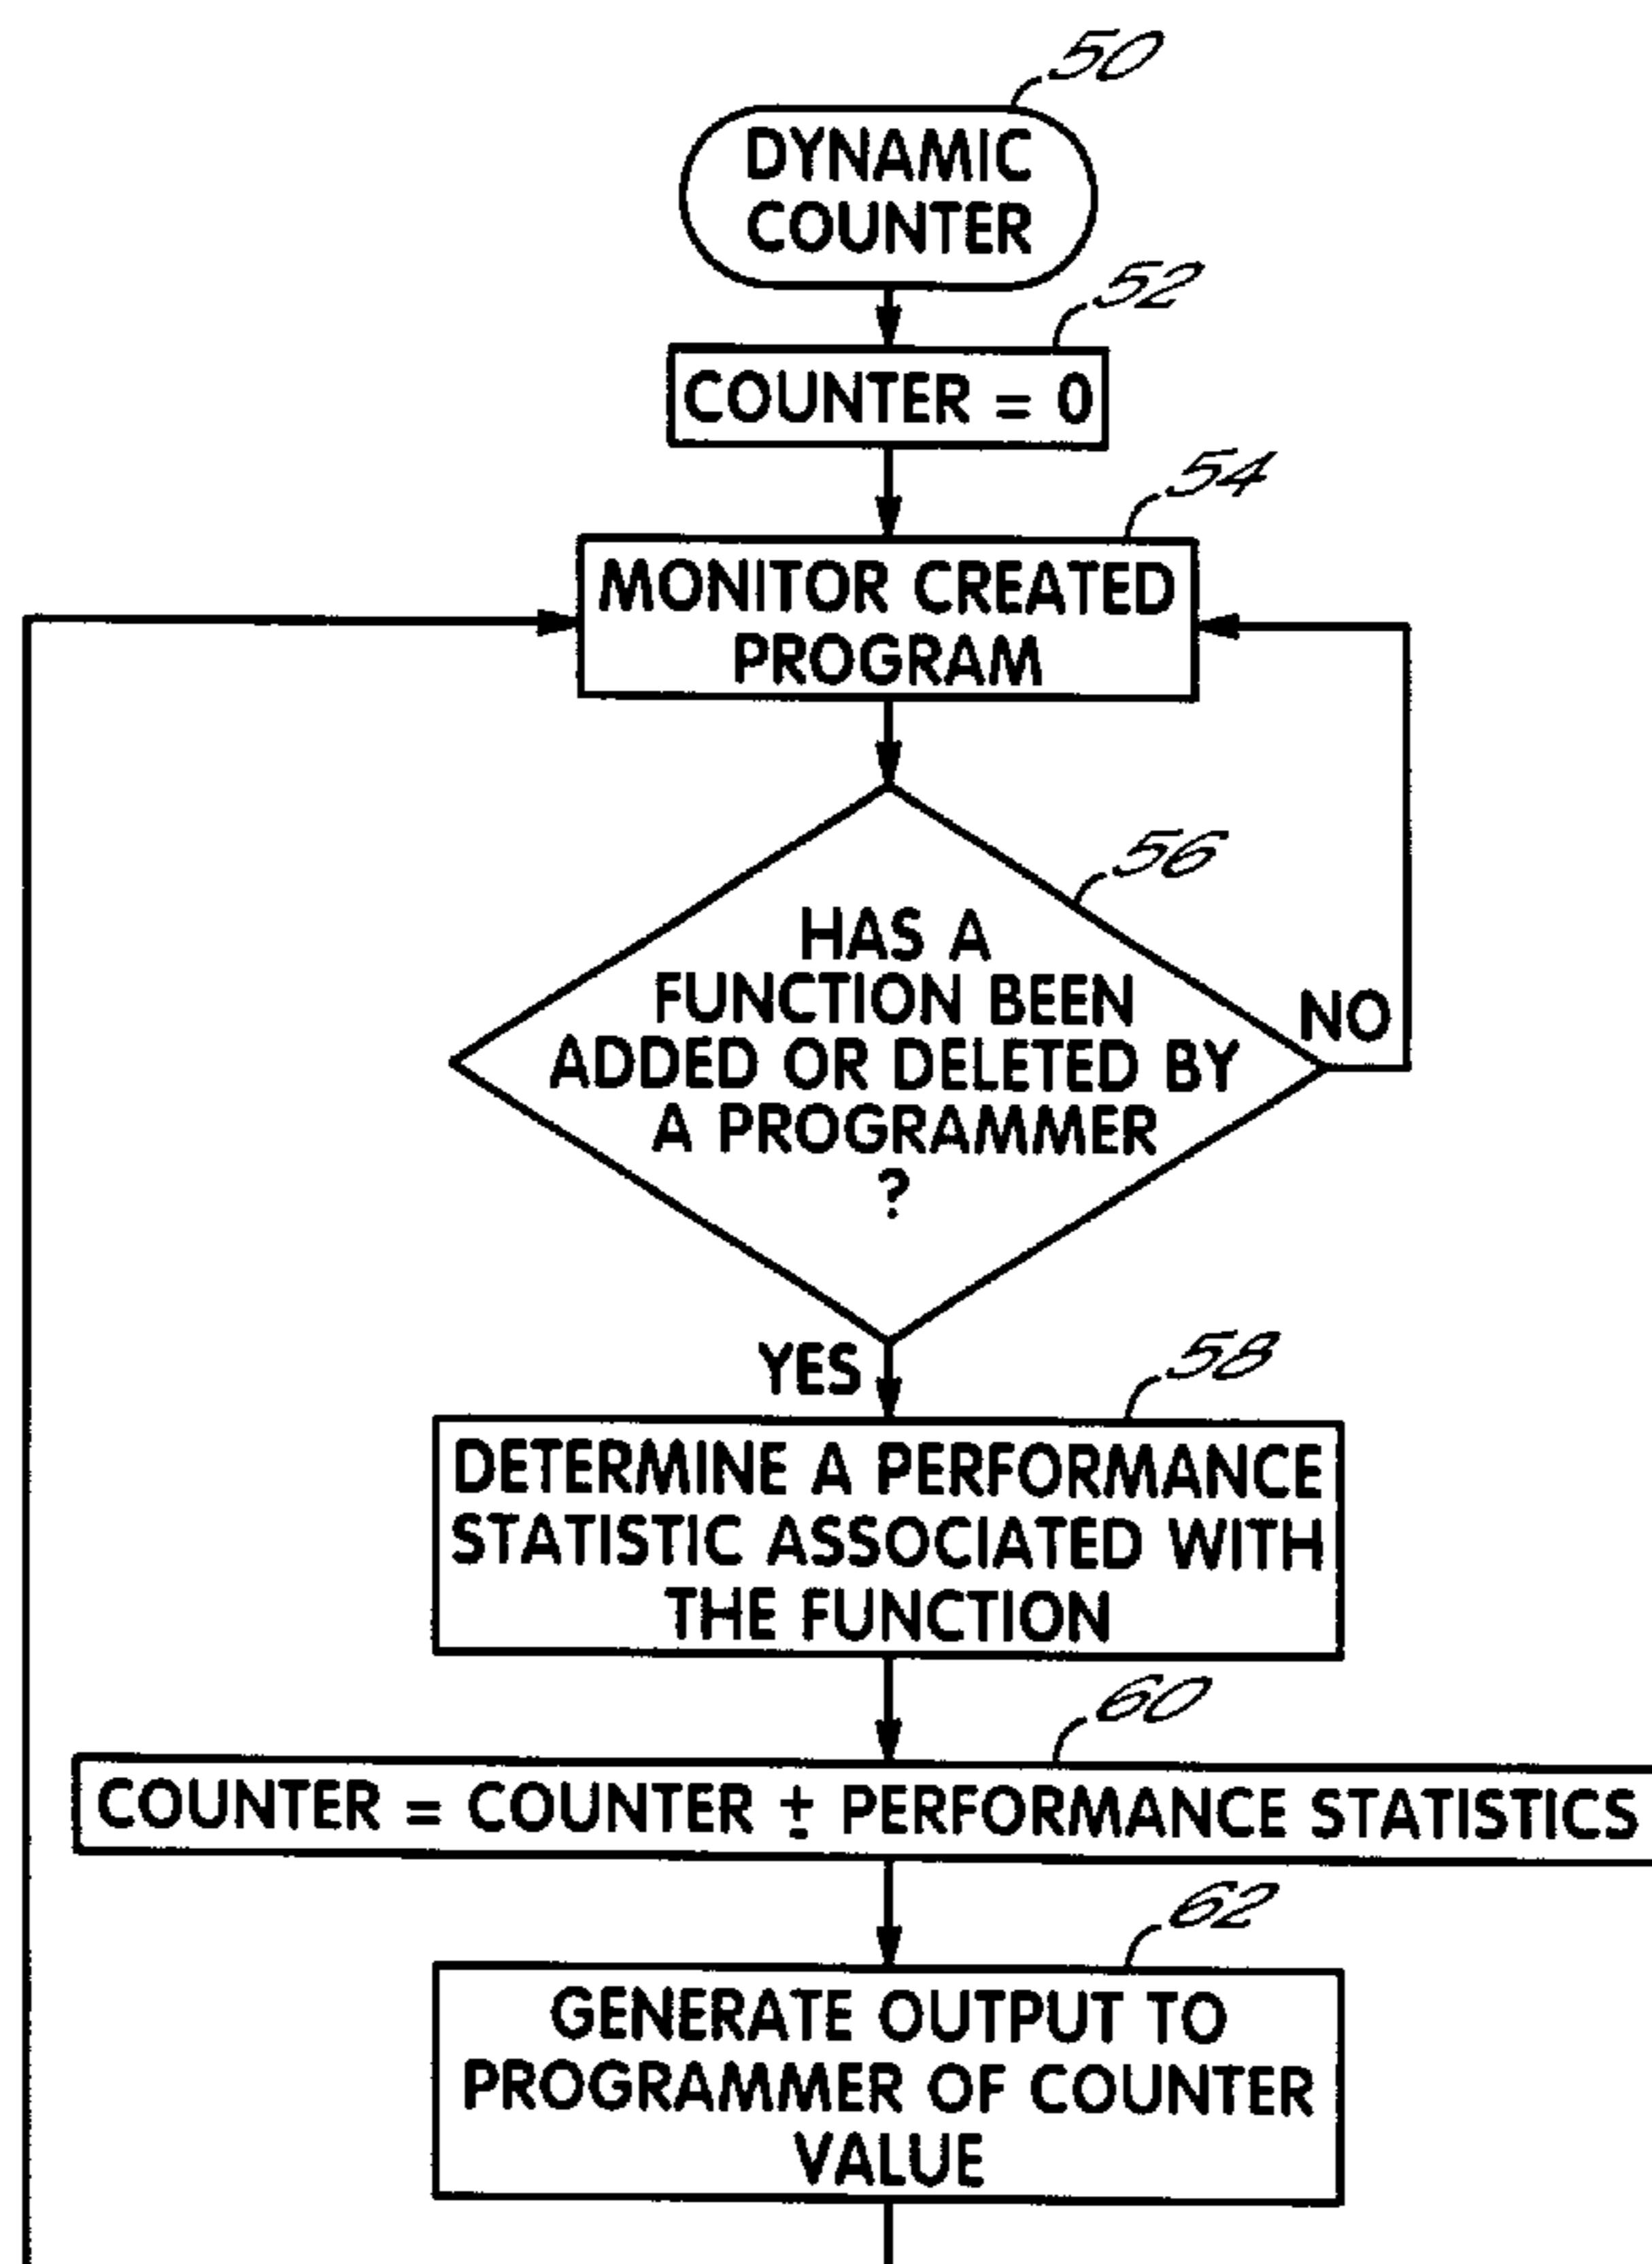 50
DYNAMIC
COUNTER
52
COUNTER = 0
54
MONITOR CREATED
PROGRAM
56
HAS A
FUNCTION BEEN
ADDED OR DELETED BY
A PROGRAMMER
?
NO
YES
58
DETERMINE A PERFORMANCE
STATISTIC ASSOCIATED WITH
THE FUNCTION
60
COUNTER = COUNTER ± PERFORMANCE STATISTICS
62
GENERATE OUTPUT TO
PROGRAMMER OF COUNTER
VALUE